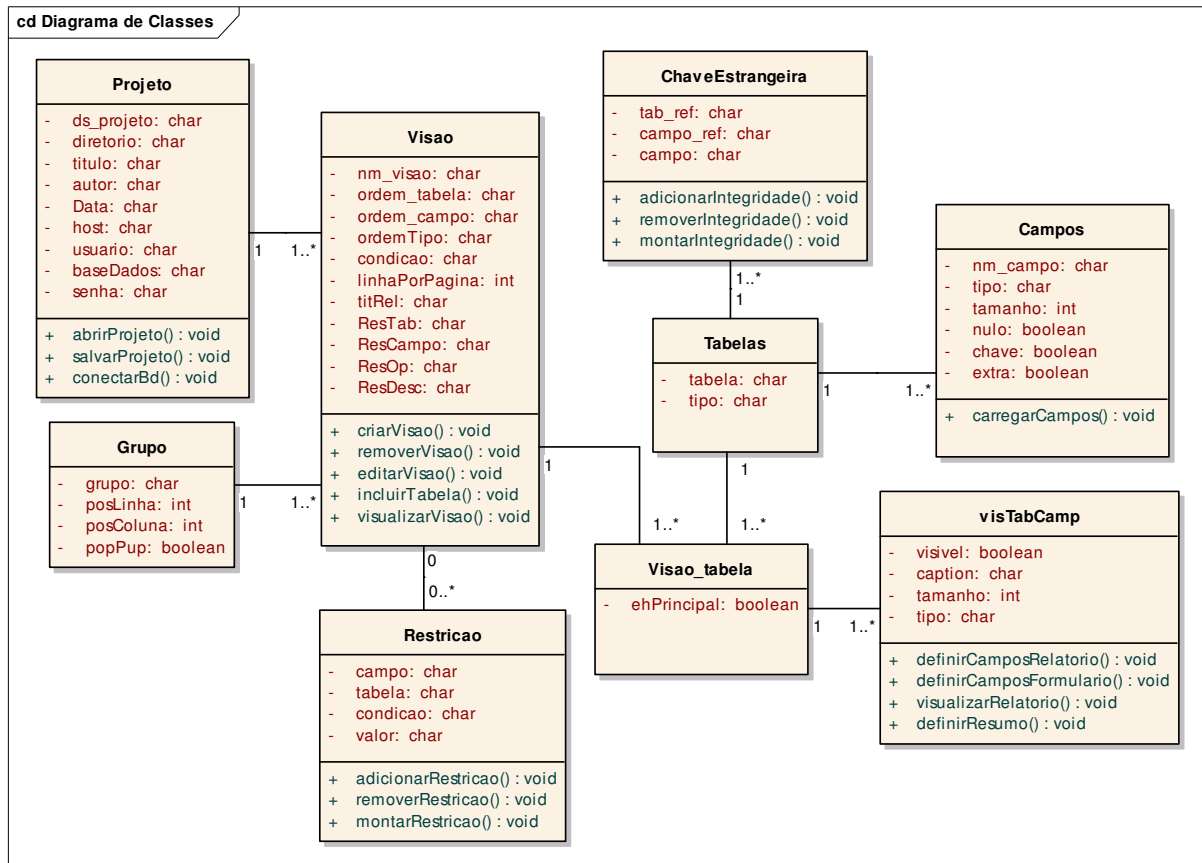 cd Diagrama de Classes
Projeto
- ds_projeto: char
- diretorio: char
- titulo: char
- autor: char
- Data: char
- host: char
- usuario: char
- baseDados: char
- senha: char
+ abrirProjeto() : void
+ salvarProjeto() : void
+ conectarBd() : void
1
1..*
Visao
- nm_visao: char
- ordem_tabela: char
- ordem_campo: char
- ordemTipo: char
- condicao: char
- linhaPorPagina: int
- titRel: char
- ResTab: char
- ResCampo: char
- ResOp: char
- ResDesc: char
+ criarVisao() : void
+ removerVisao() : void
+ editarVisao() : void
+ incluirTabela() : void
+ visualizarVisao() : void
ChaveEstrangeira
- tab_ref: char
- campo_ref: char
- campo: char
+ adicionarIntegridade() : void
+ removerIntegridade() : void
+ montarIntegridade() : void
1..*
1
Tabelas
- tabela: char
- tipo: char
1
1..*
Campos
- nm_campo: char
- tipo: char
- tamanho: int
- nulo: boolean
- chave: boolean
- extra: boolean
+ carregarCampos() : void
Grupo
- grupo: char
- posLinha: int
- posColuna: int
- popPup: boolean
1
1..*
1
1..*
1
1..*
Visao_tabela
- ehPrincipal: boolean
1
1..*
visTabCamp
- visivel: boolean
- caption: char
- tamanho: int
- tipo: char
+ definirCamposRelatorio() : void
+ definirCamposFormulario() : void
+ visualizarRelatorio() : void
+ definirResumo() : void
0
0..*
Restricao
- campo: char
- tabela: char
- condicao: char
- valor: char
+ adicionarRestricao() : void
+ removerRestricao() : void
+ montarRestricao() : void